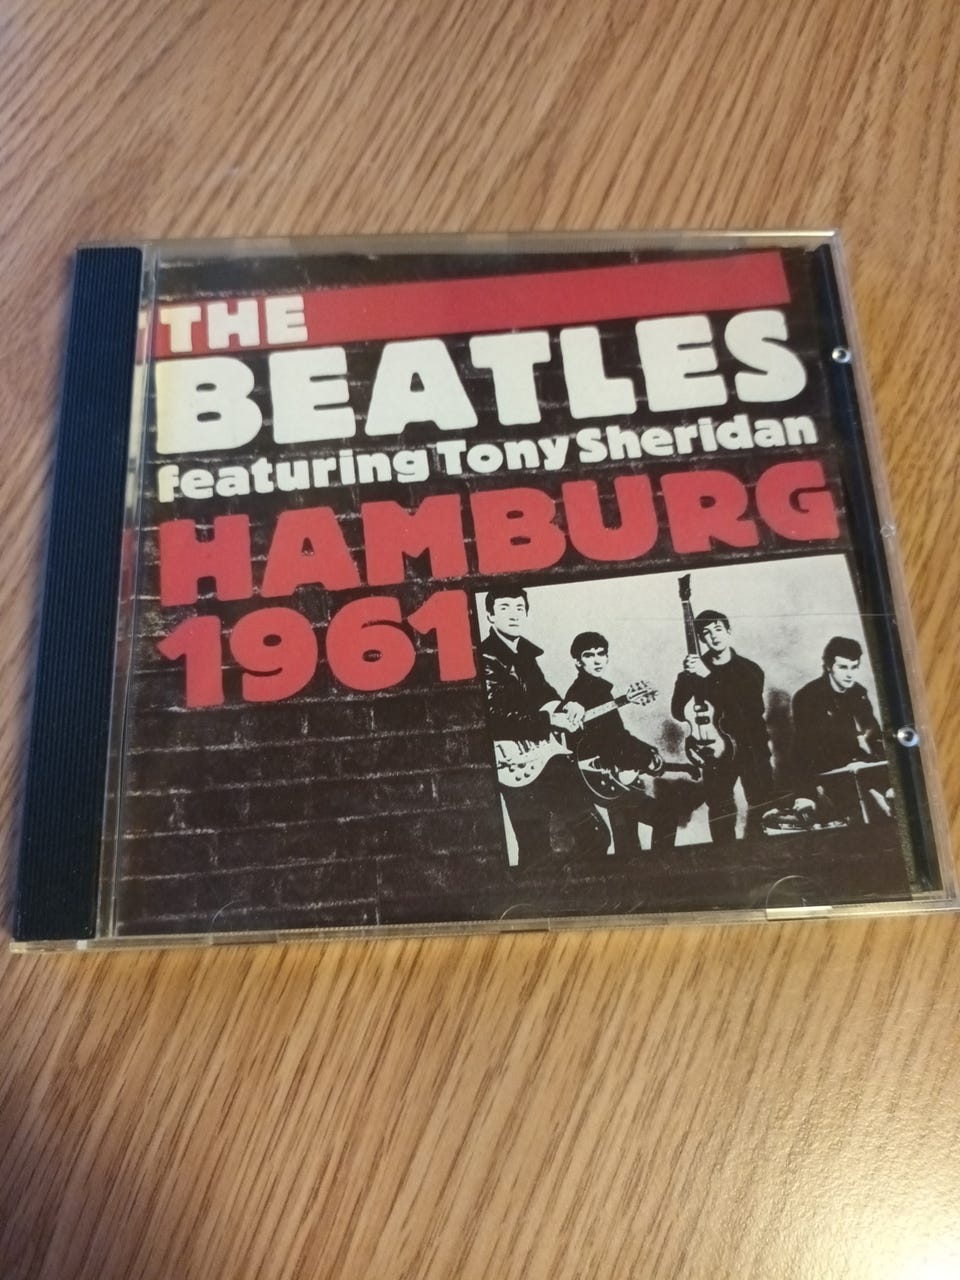 THE
BEATLES
featuring Tony Sheridan
HAMBURG
1961